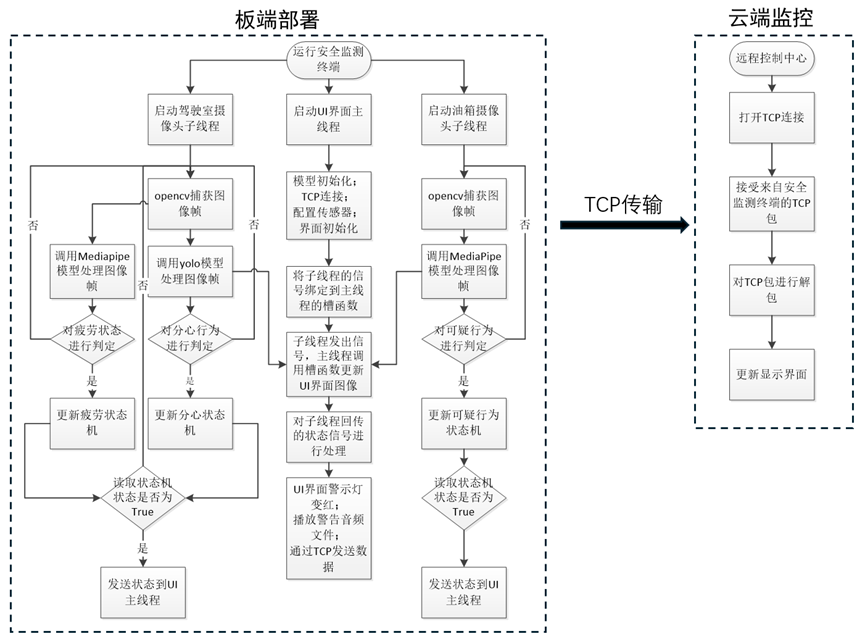 板端部署
云端监控
运行安全监测
终端
远程控制中心
启动驾驶室摄
像头子线程
启动UI界面主
线程
启动油箱摄像
头子线程
打开TCP连接
opencv捕获图
像帧
模型初始化;
TCP连接;
配置传感器;
界面初始化
opencv捕获图
像帧
接受来自安全
监测终端的TCP
包
TCP传输
否
否
否
否
调用Mediapipe
模型处理图像
帧
调用yolo模型
处理图像帧
将子线程的信
号绑定到主线
程的槽函数
调用MediaPipe
模型处理图像
帧
对TCP包进行解
包
对疲劳状态
进行判定
对分心行为
进行判定
子线程发出信
号，主线程调
用槽函数更新
UI界面图像
对可疑行为
进行判定
更新显示界面
是
是
是
更新疲劳状态
机
更新分心状态
机
对子线程回传
的状态信号进
行处理
更新可疑行为
状态机
读取状态机
状态是否为
True
UI界面警示灯
变红;
播放警告音频
文件;
通过TCP发送数
据
读取状态机
状态是否为
True
是
发送状态到UI
主线程
发送状态到UI
主线程